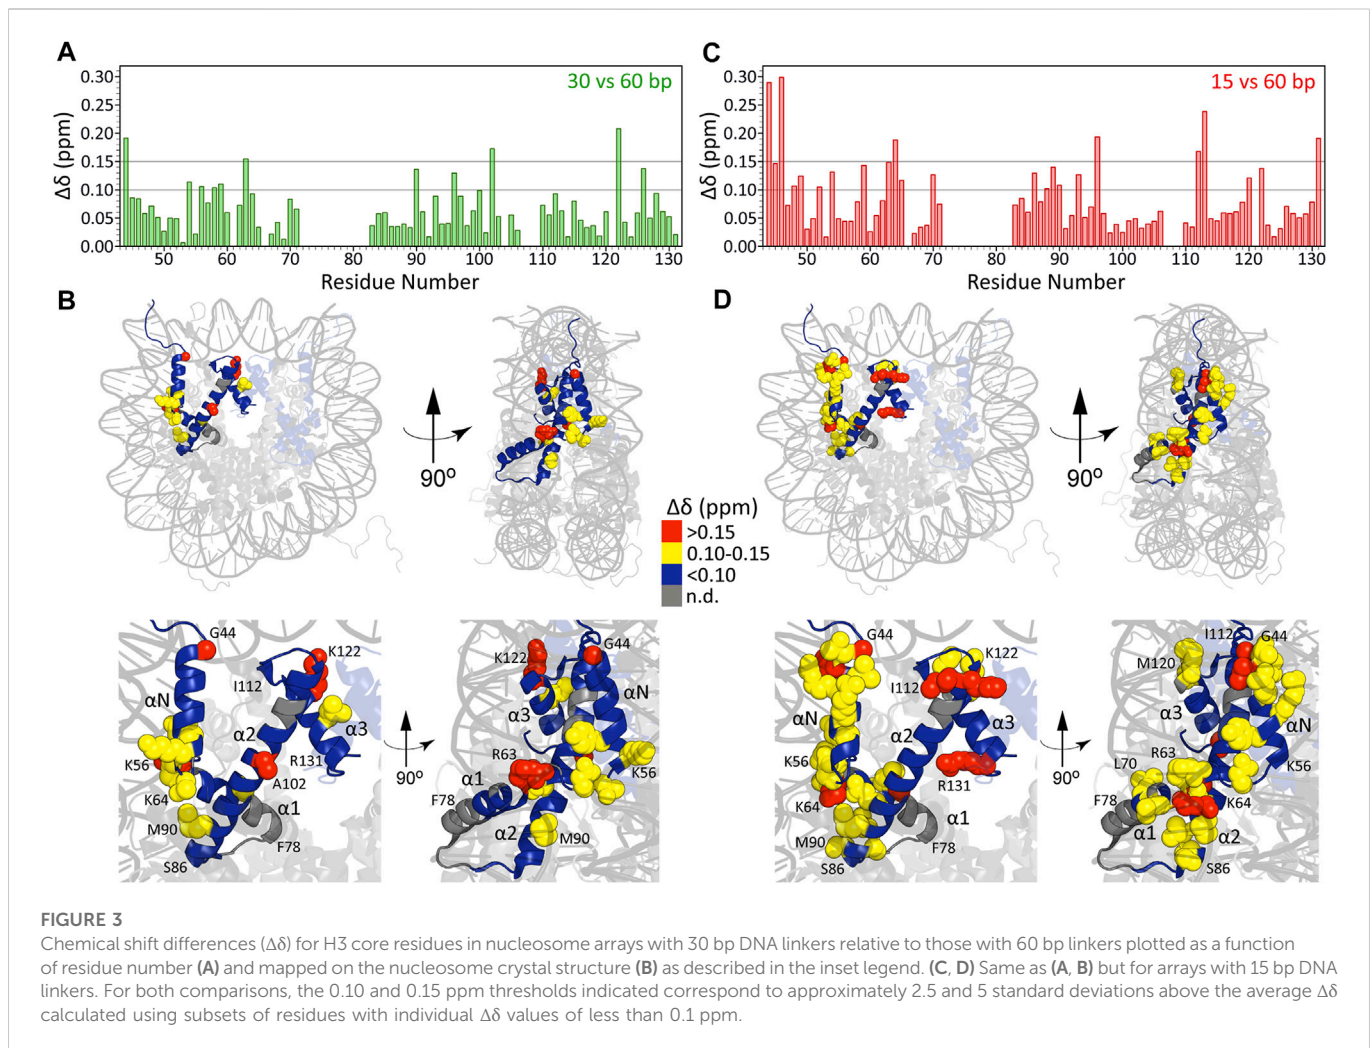 A
30 vs 60 bp
Δδ (ppm)
0.30
0.25
0.20
0.15
0.10
0.05
0.00
50 60 70 80 90 100 110 120 130
Residue Number
C
15 vs 60 bp
Δδ (ppm)
0.30
0.25
0.20
0.15
0.10
0.05
0.00
50 60 70 80 90 100 110 120 130
Residue Number
B
90º
D
90º
Δδ (ppm)
>0.15
0.10-0.15
<0.10
n.d.
G44
K122
I112
αN
α2
α3
K56
R131
A102
K64
α1
M90
F78
S86
90º
K122
G44
αN
α3
R63
K56
α1
F78
α2
M90
G44
K122
I112
αN
α3
α2
K56
R131
K64
α1
M90
F78
S86
90º
I112
G44
M120
αN
α3
R63
L70
K56
F78
K64
α1
α2
S86
FIGURE 3
Chemical shift differences (Δδ) for H3 core residues in nucleosome arrays with 30 bp DNA linkers relative to those with 60 bp linkers plotted as a function
of residue number (A) and mapped on the nucleosome crystal structure (B) as described in the inset legend. (C, D) Same as (A, B) but for arrays with 15 bp DNA
linkers. For both comparisons, the 0.10 and 0.15 ppm thresholds indicated correspond to approximately 2.5 and 5 standard deviations above the average Δδ
calculated using subsets of residues with individual Δδ values of less than 0.1 ppm.